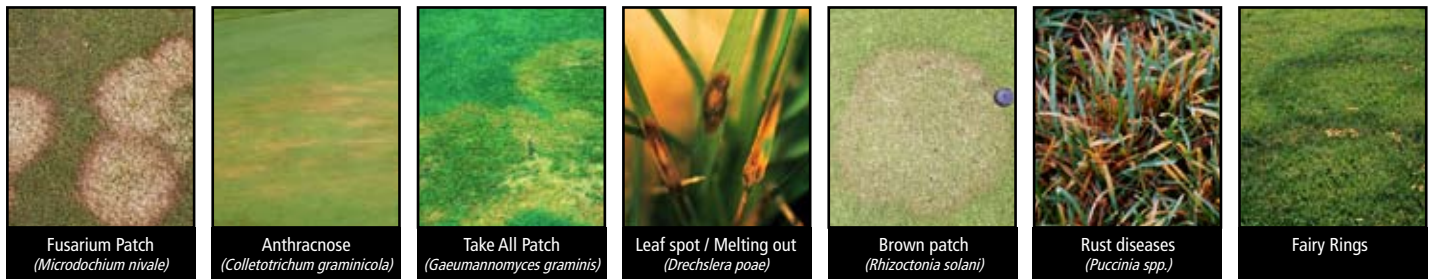 Fusarium Patch
(Microdochium nivale)
Anthracnose
(Colletotrichum graminicola)
Take All Patch
(Gaeumannomyces graminis)
Leaf spot / Melting out
(Drechslera poae)
Brown patch
(Rhizoctonia solani)
Rust diseases
(Puccinia spp.)
Fairy Rings